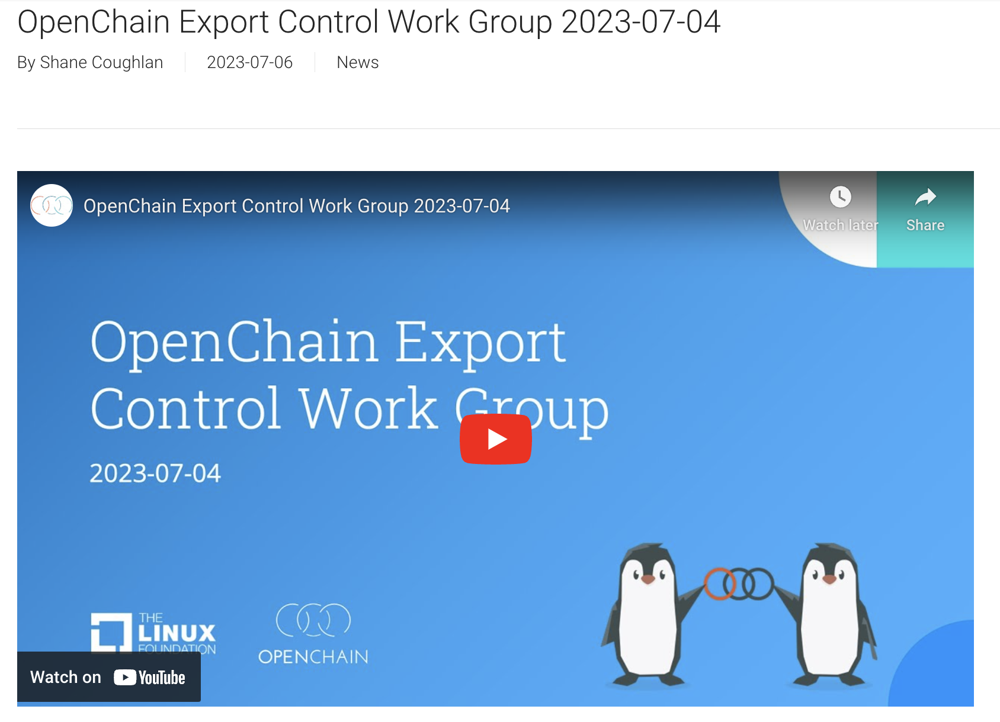 OpenChain Export Control Work Group 2023-07-04
By Shane Coughlan 2023-07-06 News
OpenChain Export Control Work Group 2023-07-04
Watch later
Share
OpenChain Export
Control Work Group
2023-07-04
THE
LINUX
FOUNDATION
OPENCHAIN
Watch on YouTube